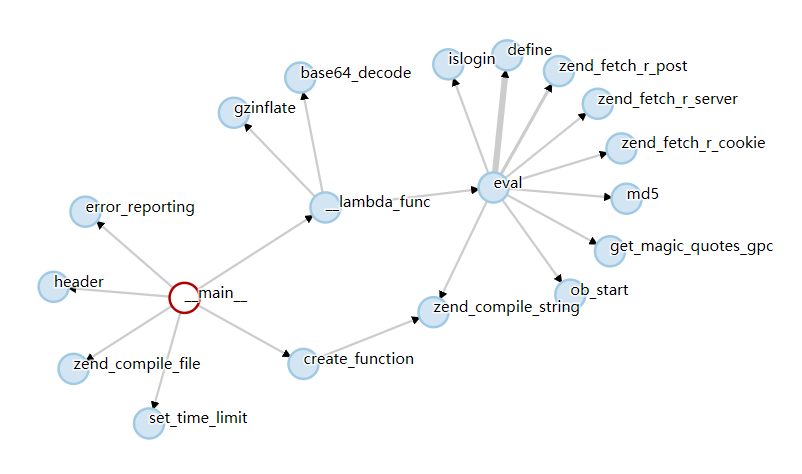 define
islogin
zend_fetch_r_post
base64_decode
zend_fetch_r_server
gzinflate
zend_fetch_r_cookie
eval
md5
__lambda_func
error_reporting
get_magic_quotes_gpc
header
ob_start
__main__
zend_compile_string
create_function
zend_compile_file
set_time_limit